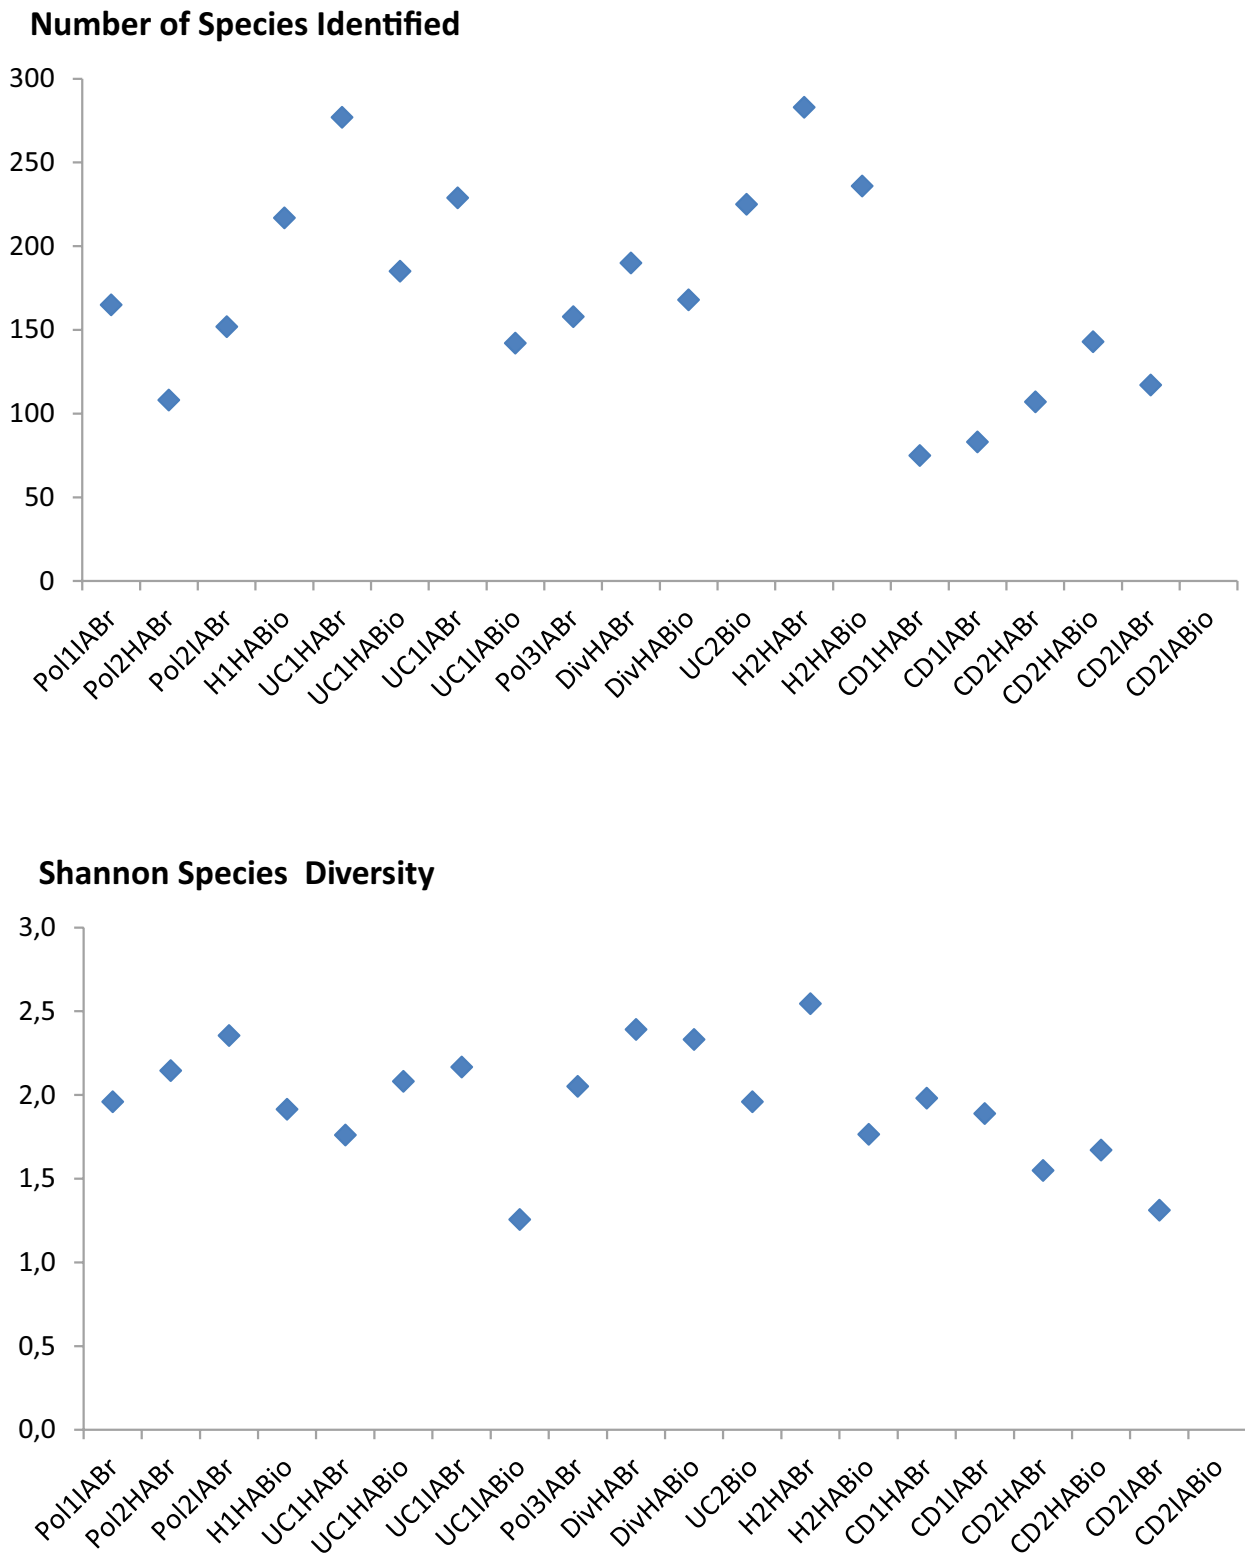 Number of Species Identified
300
250
200
150
100
50
0
Pol1IABr
Pol2HABr
Pol2IABr
H1HABio
UC1HABr
UC1HABio
UC1IABr
UC1IABio
Pol3IABr
DivHABr
DivHABio
UC2Bio
H2HABr
H2HABio
CD1HABr
CD1IABr
CD2HABr
CD2HABio
CD2IABr
CD2IABio
Shannon Species  Diversity
3,0
2,5
2,0
1,5
1,0
0,5
0,0
Pol1IABr
Pol2HABr
Pol2IABr
H1HABio
UC1HABr
UC1HABio
UC1IABr
UC1IABio
Pol3IABr
DivHABr
DivHABio
UC2Bio
H2HABr
H2HABio
CD1HABr
CD1IABr
CD2HABr
CD2HABio
CD2IABr
CD2IABio